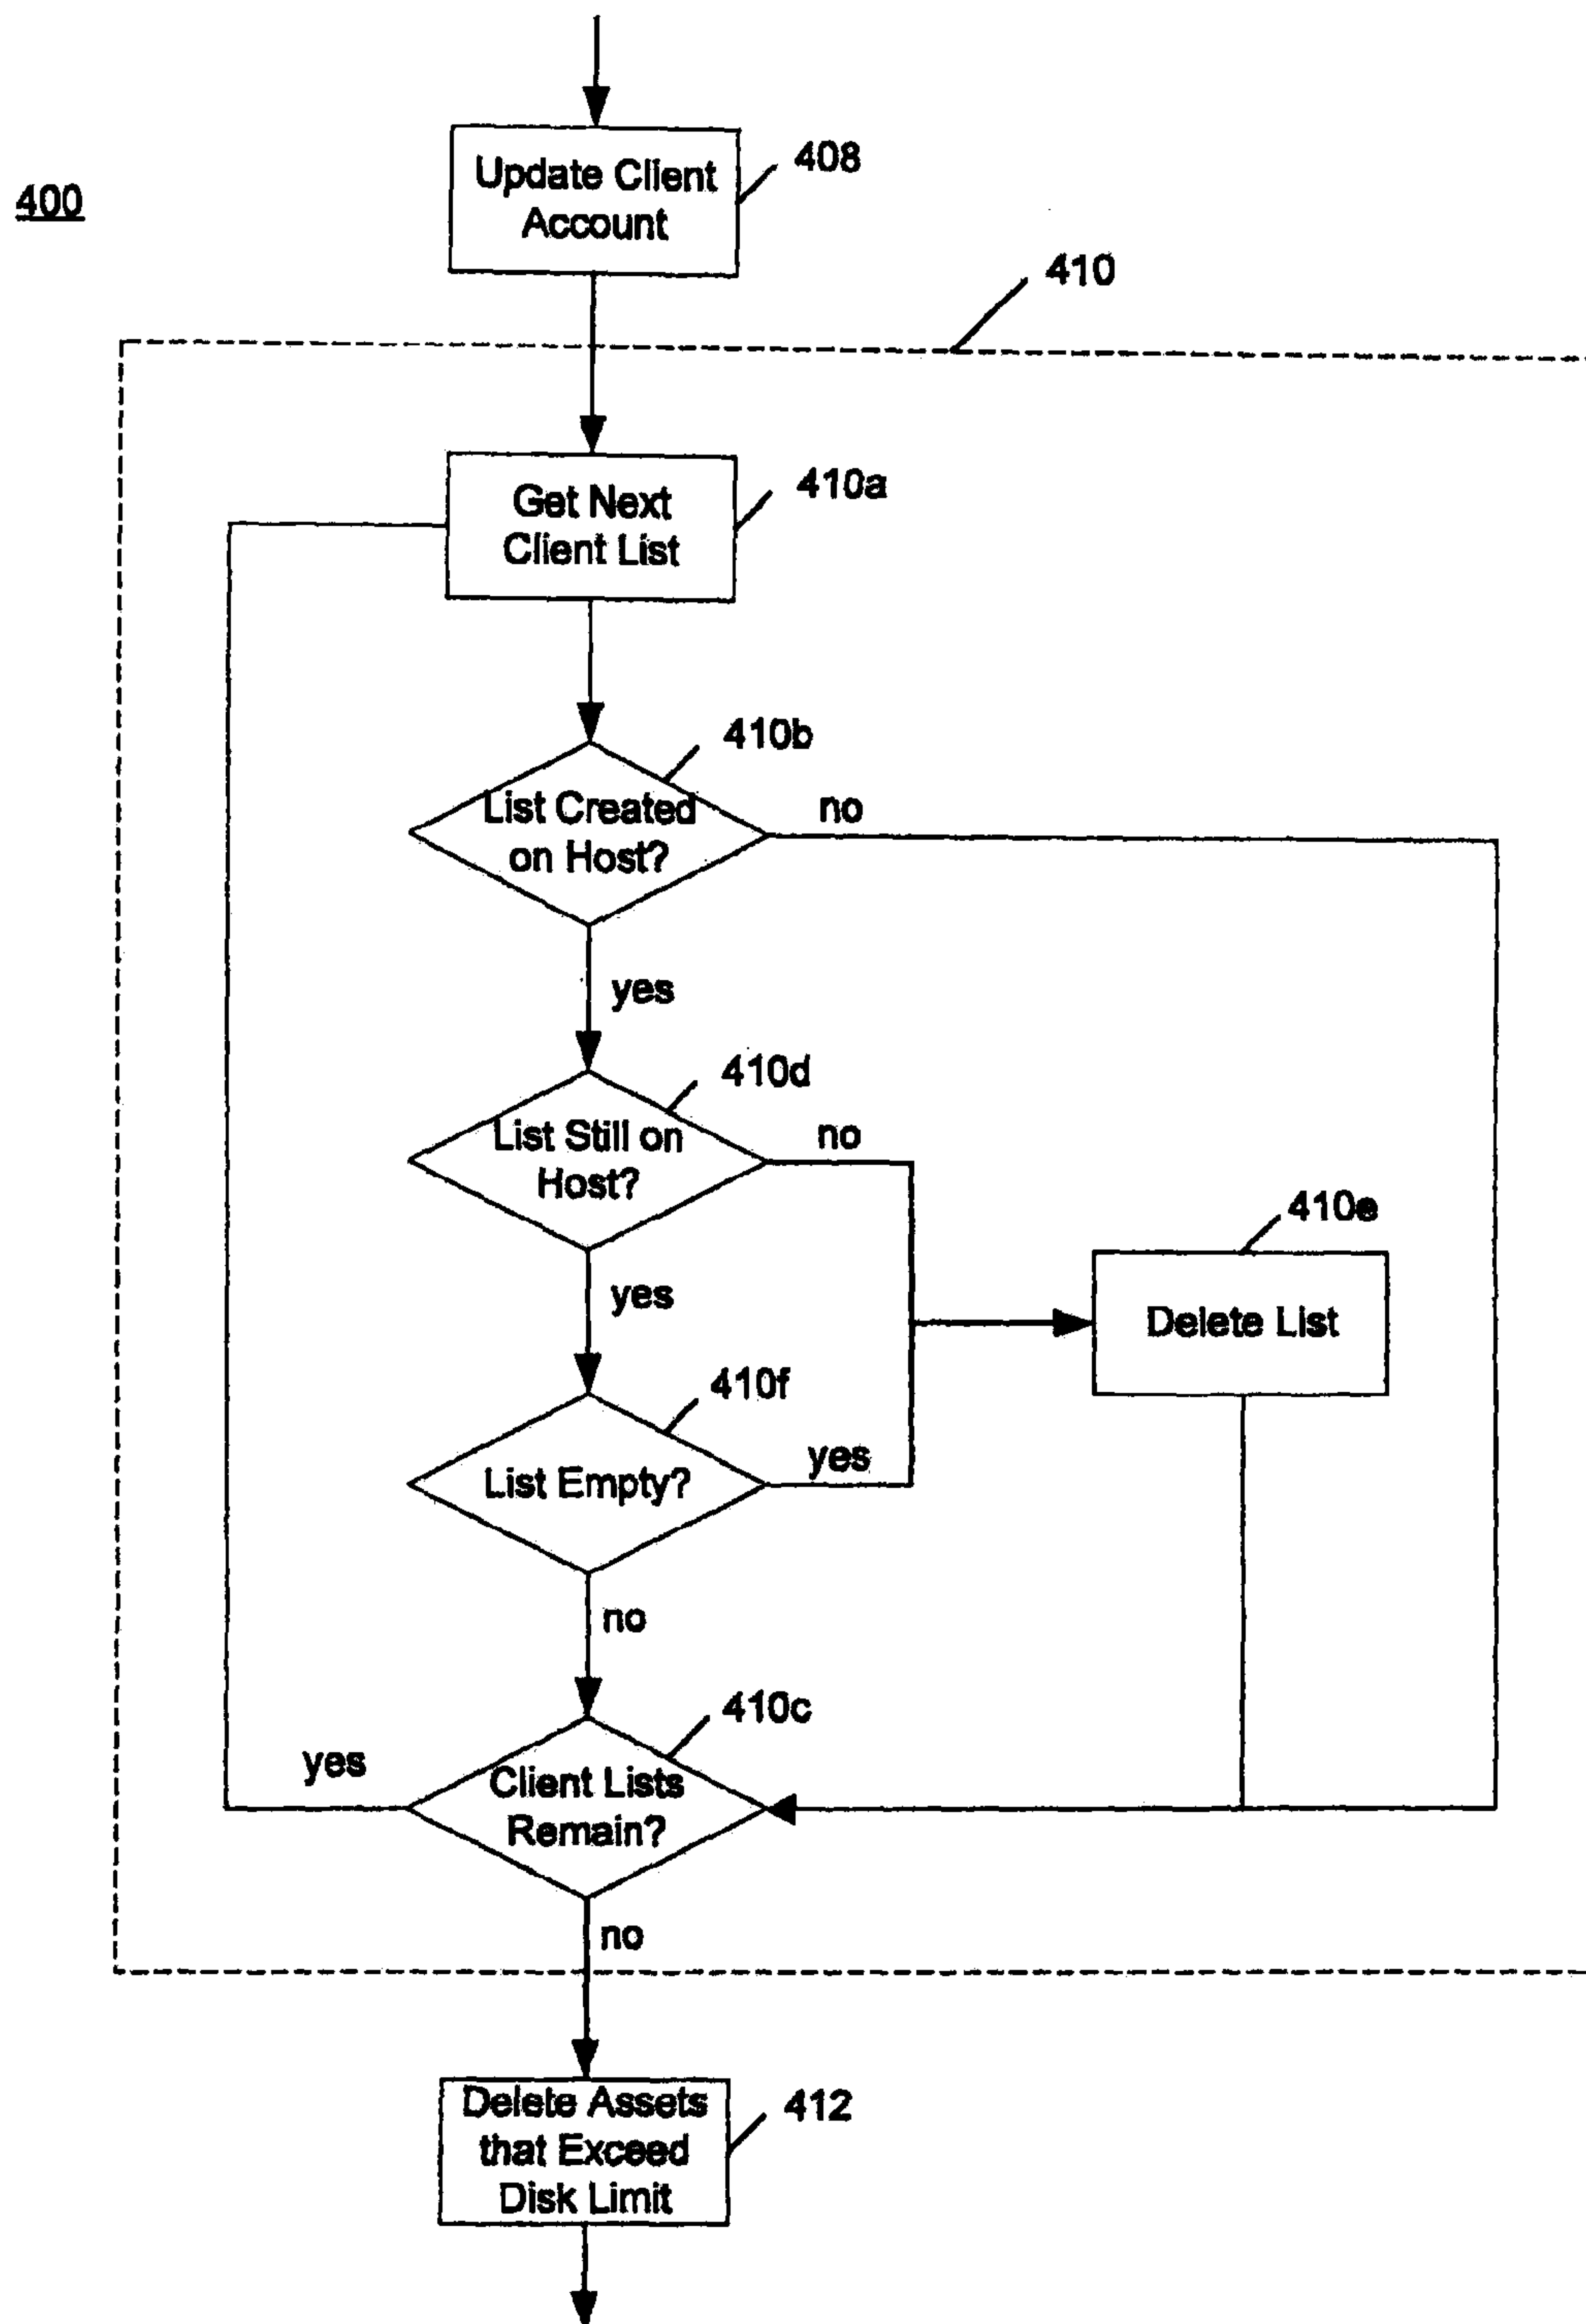 400
Update Client
Account
408
410
Get Next
Client List
410a
List Created
on Host?
410b
no
yes
List Still on
Host?
410d
no
yes
Delete List
410e
List Empty?
410f
yes
no
Client Lists
Remain?
410c
yes
no
Delete Assets
that Exceed
Disk Limit
412